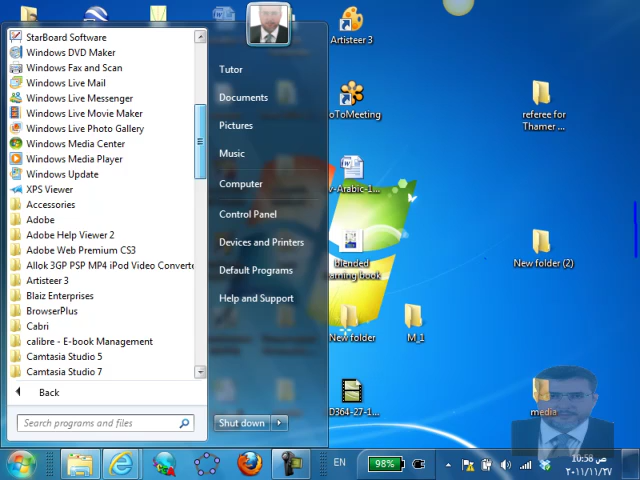 StarBoard Software
Windows DVD Maker
Windows Fax and Scan
Windows Live Mail
Windows Live Messenger
Windows Live Movie Maker
Windows Live Photo Gallery
Windows Media Center
Windows Media Player
Windows Update
XPS Viewer
Accessories
Adobe
Adobe Help Viewer 2
Adobe Web Premium CS3
Allok 3GP PSP MP4 iPod Video Converte
Artisteer 3
Blaiz Enterprises
BrowserPlus
Cabri
calibre - E-book Management
Camtasia Studio 5
Camtasia Studio 7
Back
Search programs and files
Tutor
Documents
Pictures
Music
Computer
Control Panel
Devices and Printers
Default Programs
Help and Support
Shut down
Artisteer 3
oToMeeting
v-Arabic-1...
blended
arning book
New folder
M_1
D364-27-1...
referee for
Thamer ...
New folder (2)
media
EN
98%
10:58 ص
٢٠١١/١١/٢٧